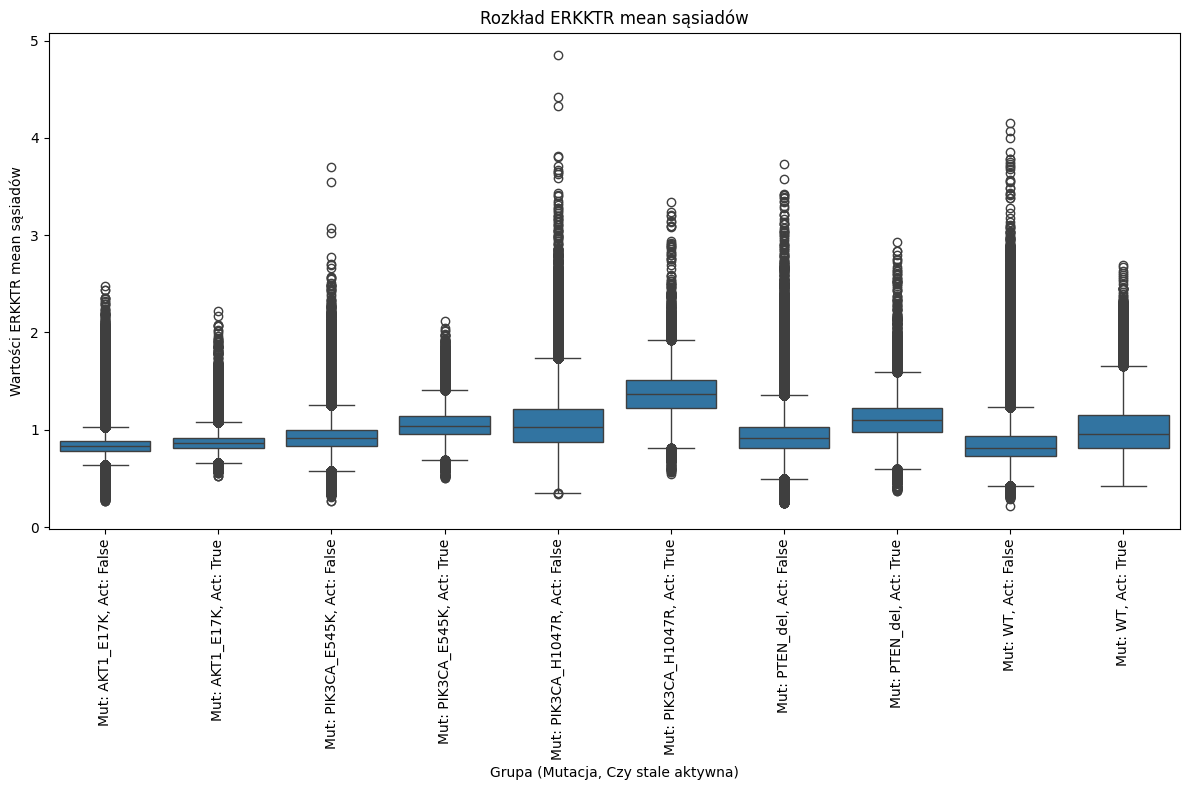 Rozkład ERKKTR mean sąsiadów
Wartości ERKKTR mean sąsiadów
5
4
3
2
1
0
Mut: AKT1_E17K, Act: False
Mut: AKT1_E17K, Act: True
Mut: PIK3CA_E545K, Act: False
Mut: PIK3CA_E545K, Act: True
Mut: PIK3CA_H1047R, Act: False
Mut: PIK3CA_H1047R, Act: True
Mut: PTEN_del, Act: False
Mut: PTEN_del, Act: True
Mut: WT, Act: False
Mut: WT, Act: True
Grupa (Mutacja, Czy stale aktywna)